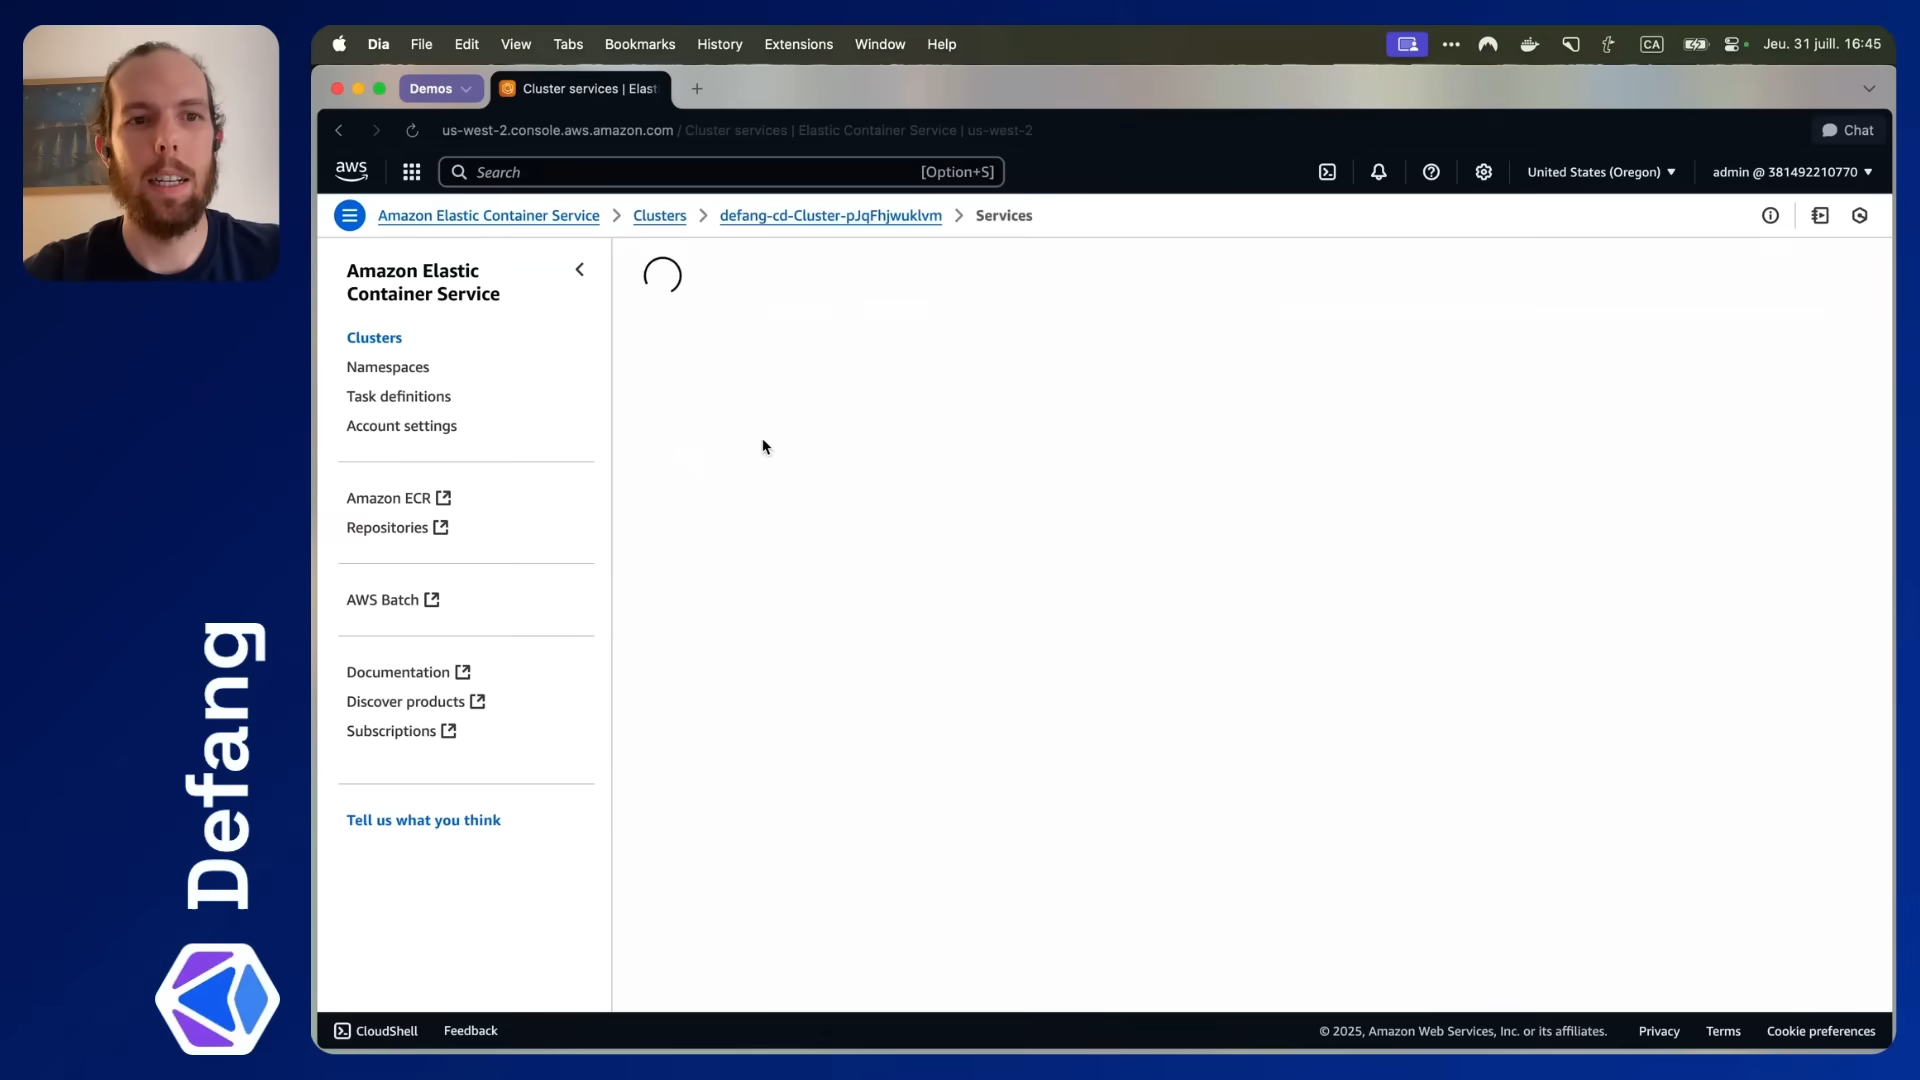 Dia File Edit View Tabs Bookmarks History Extensions Window Help CA Jeu. 31 juill. 16:45
Demos Cluster services | Elast
us-west-2.console.aws.amazon.com / Cluster services | Elastic Container Service | us-west-2 Chat
aws Search [Option+S] United States (Oregon) admin @ 381492210770
Amazon Elastic Container Service Clusters defang-cd-Cluster-pJqFhjwuklvm Services
Amazon Elastic
Container Service
Clusters
Namespaces
Task definitions
Account settings
Amazon ECR
Repositories
AWS Batch
Documentation
Discover products
Subscriptions
Tell us what you think
Defang
CloudShell Feedback © 2025, Amazon Web Services, Inc. or its affiliates. Privacy Terms Cookie preferences